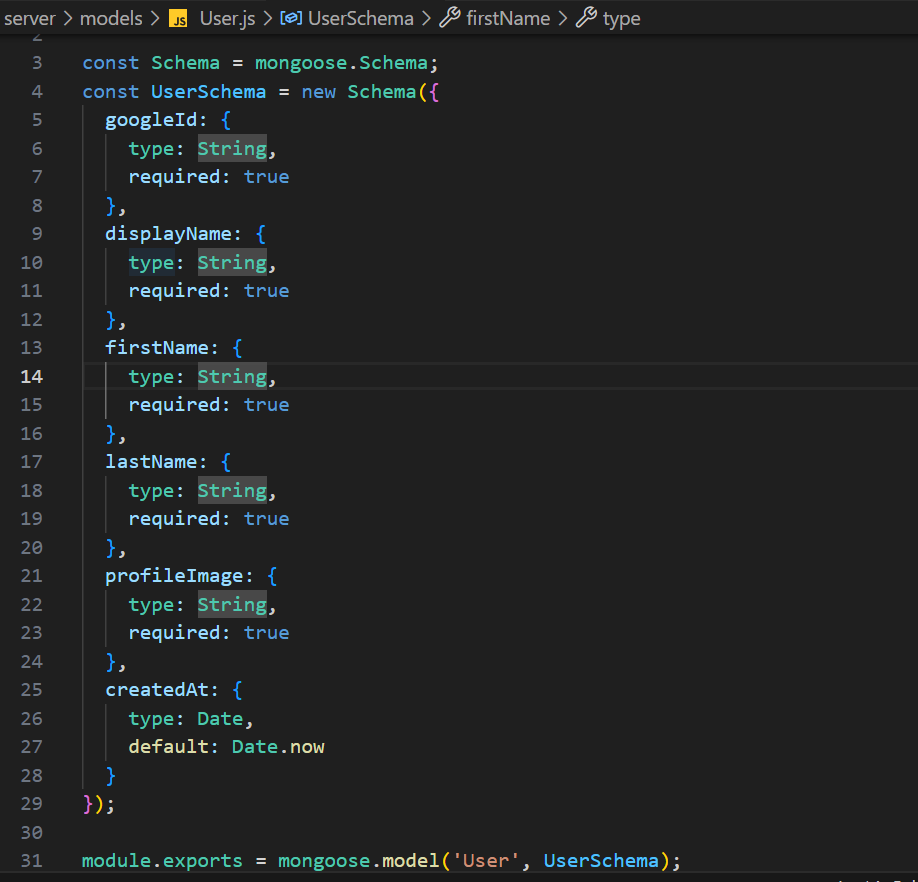 server > models > JS User.js > UserSchema > firstName > type
2
3 const Schema = mongoose.Schema;
4 const UserSchema = new Schema({
5 googleId: {
6 type: String,
7 required: true
8 },
9 displayName: {
10 type: String,
11 required: true
12 },
13 firstName: {
14 type: String,
15 required: true
16 },
17 lastName: {
18 type: String,
19 required: true
20 },
21 profileImage: {
22 type: String,
23 required: true
24 },
25 createdAt: {
26 type: Date,
27 default: Date.now
28 }
29 });
30
31 module.exports = mongoose.model('User', UserSchema);